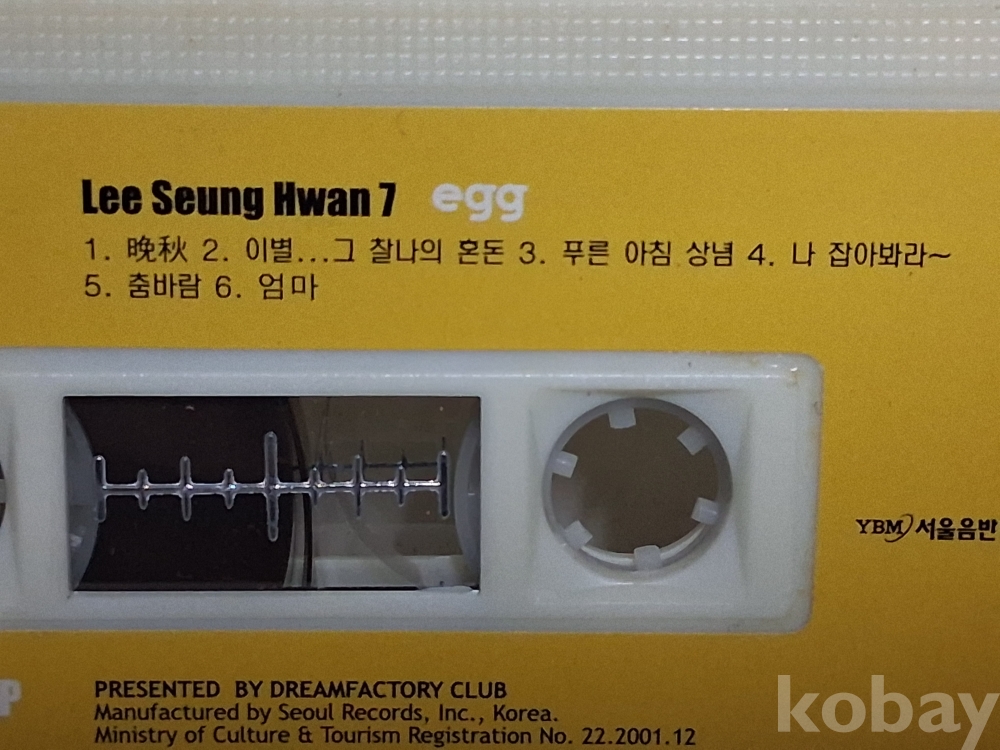 Lee Seung Hwan 7 egg
1. 晩秋 2. 이별...그 찰나의 혼돈 3. 푸른 아침 상념 4. 나 잡아봐라~
5. 춤바람 6. 엄마
YBM 서울음반
P
PRESENTED BY DREAMFACTORY CLUB
Manufactured by Seoul Records, Inc., Korea.
Ministry of Culture & Tourism Registration No. 22.2001.12
kobay